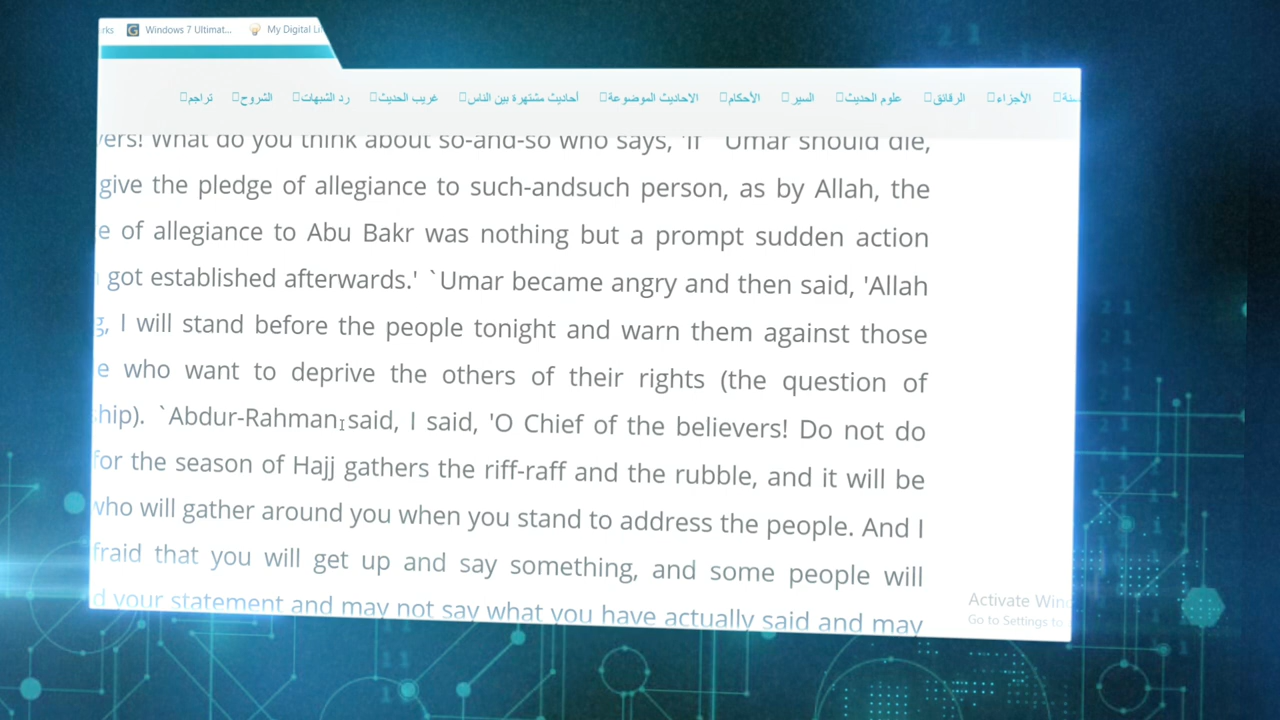 rks Windows 7 Ultimat... My Digital Li
سنة الأجزاء الرقائق علوم الحديث السير الأحكام الاحاديث الموضوعة أحاديث مشتهرة بين الناس غريب الحديث رد الشبهات الشروح تراجم
ers! What do you think about so-and-so who says, 'If `Umar should die,
give the pledge of allegiance to such-andsuch person, as by Allah, the
e of allegiance to Abu Bakr was nothing but a prompt sudden action
got established afterwards.' `Umar became angry and then said, 'Allah
g, I will stand before the people tonight and warn them against those
e who want to deprive the others of their rights (the question of
hip). `Abdur-Rahman said, I said, 'O Chief of the believers! Do not do
for the season of Hajj gathers the riff-raff and the rubble, and it will be
who will gather around you when you stand to address the people. And I
fraid that you will get up and say something, and some people will
d your statement and may not say what you have actually said and may
Activate Win
Go to Settings to